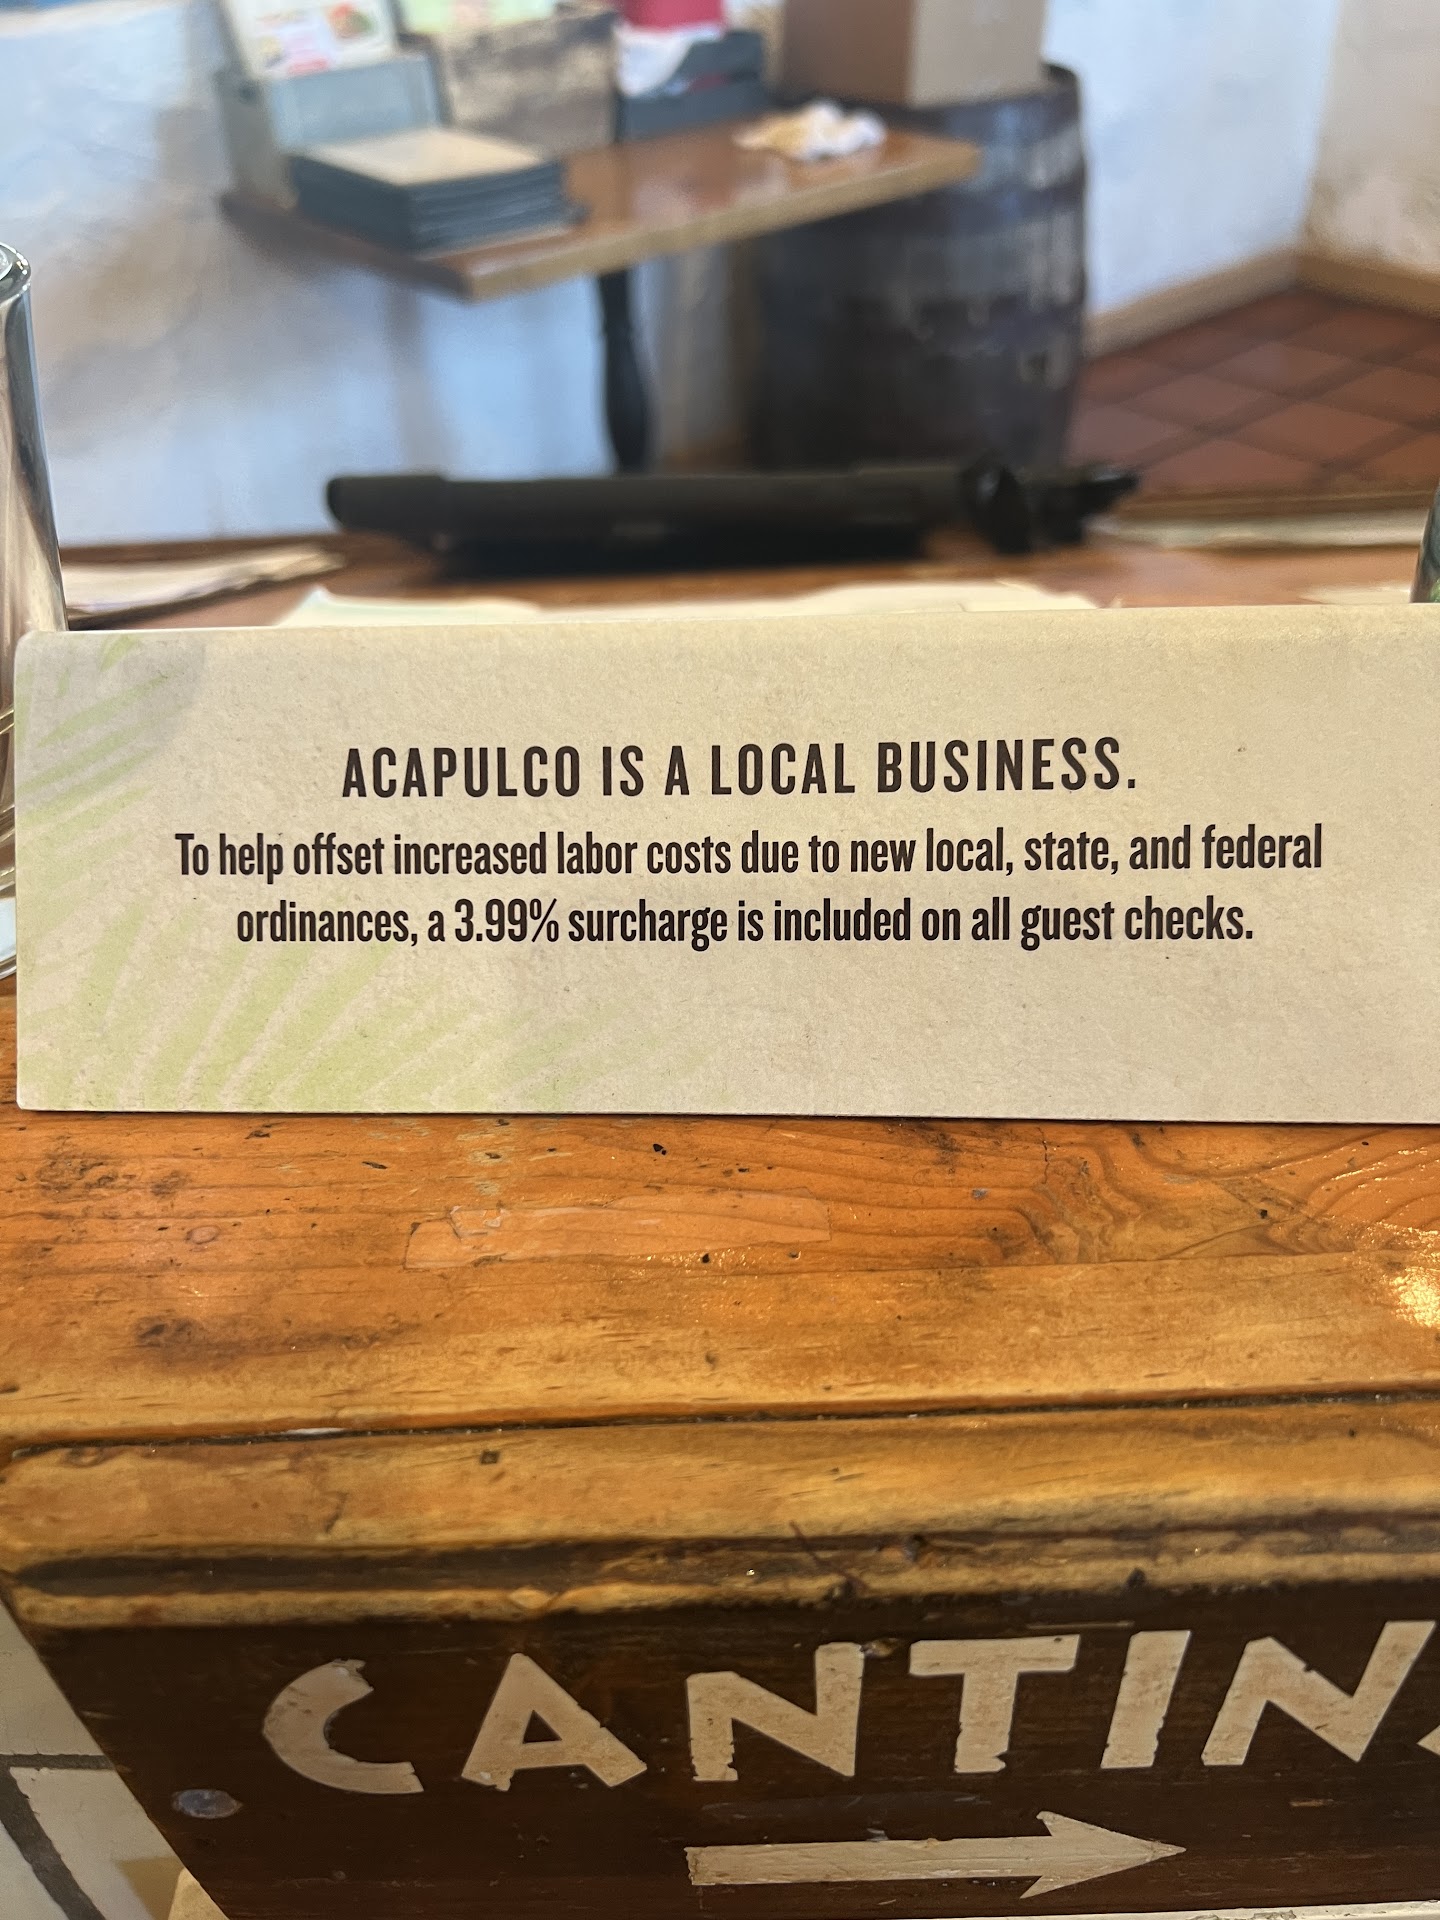 ACAPULCO IS A LOCAL BUSINESS.
To help offset increased labor costs due to new local, state, and federal
ordinances, a 3.99% surcharge is included on all guest checks.
CANTIN